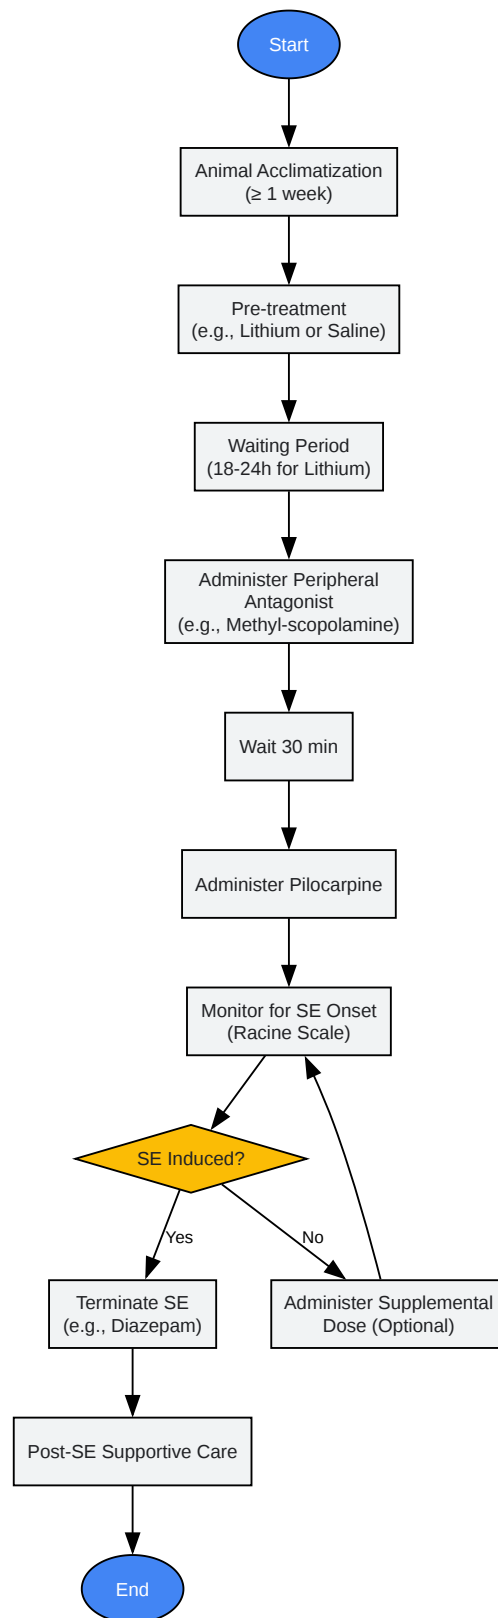 Start
Animal Acclimatization
(≥ 1 week)
Pre-treatment
(e.g., Lithium or Saline)
Waiting Period
(18-24h for Lithium)
Administer Peripheral
Antagonist
(e.g., Methyl-scopolamine)
Wait 30 min
Administer Pilocarpine
Monitor for SE Onset
(Racine Scale)
SE Induced?
Yes
No
Terminate SE
(e.g., Diazepam)
Administer Supplemental
Dose (Optional)
Post-SE Supportive Care
End